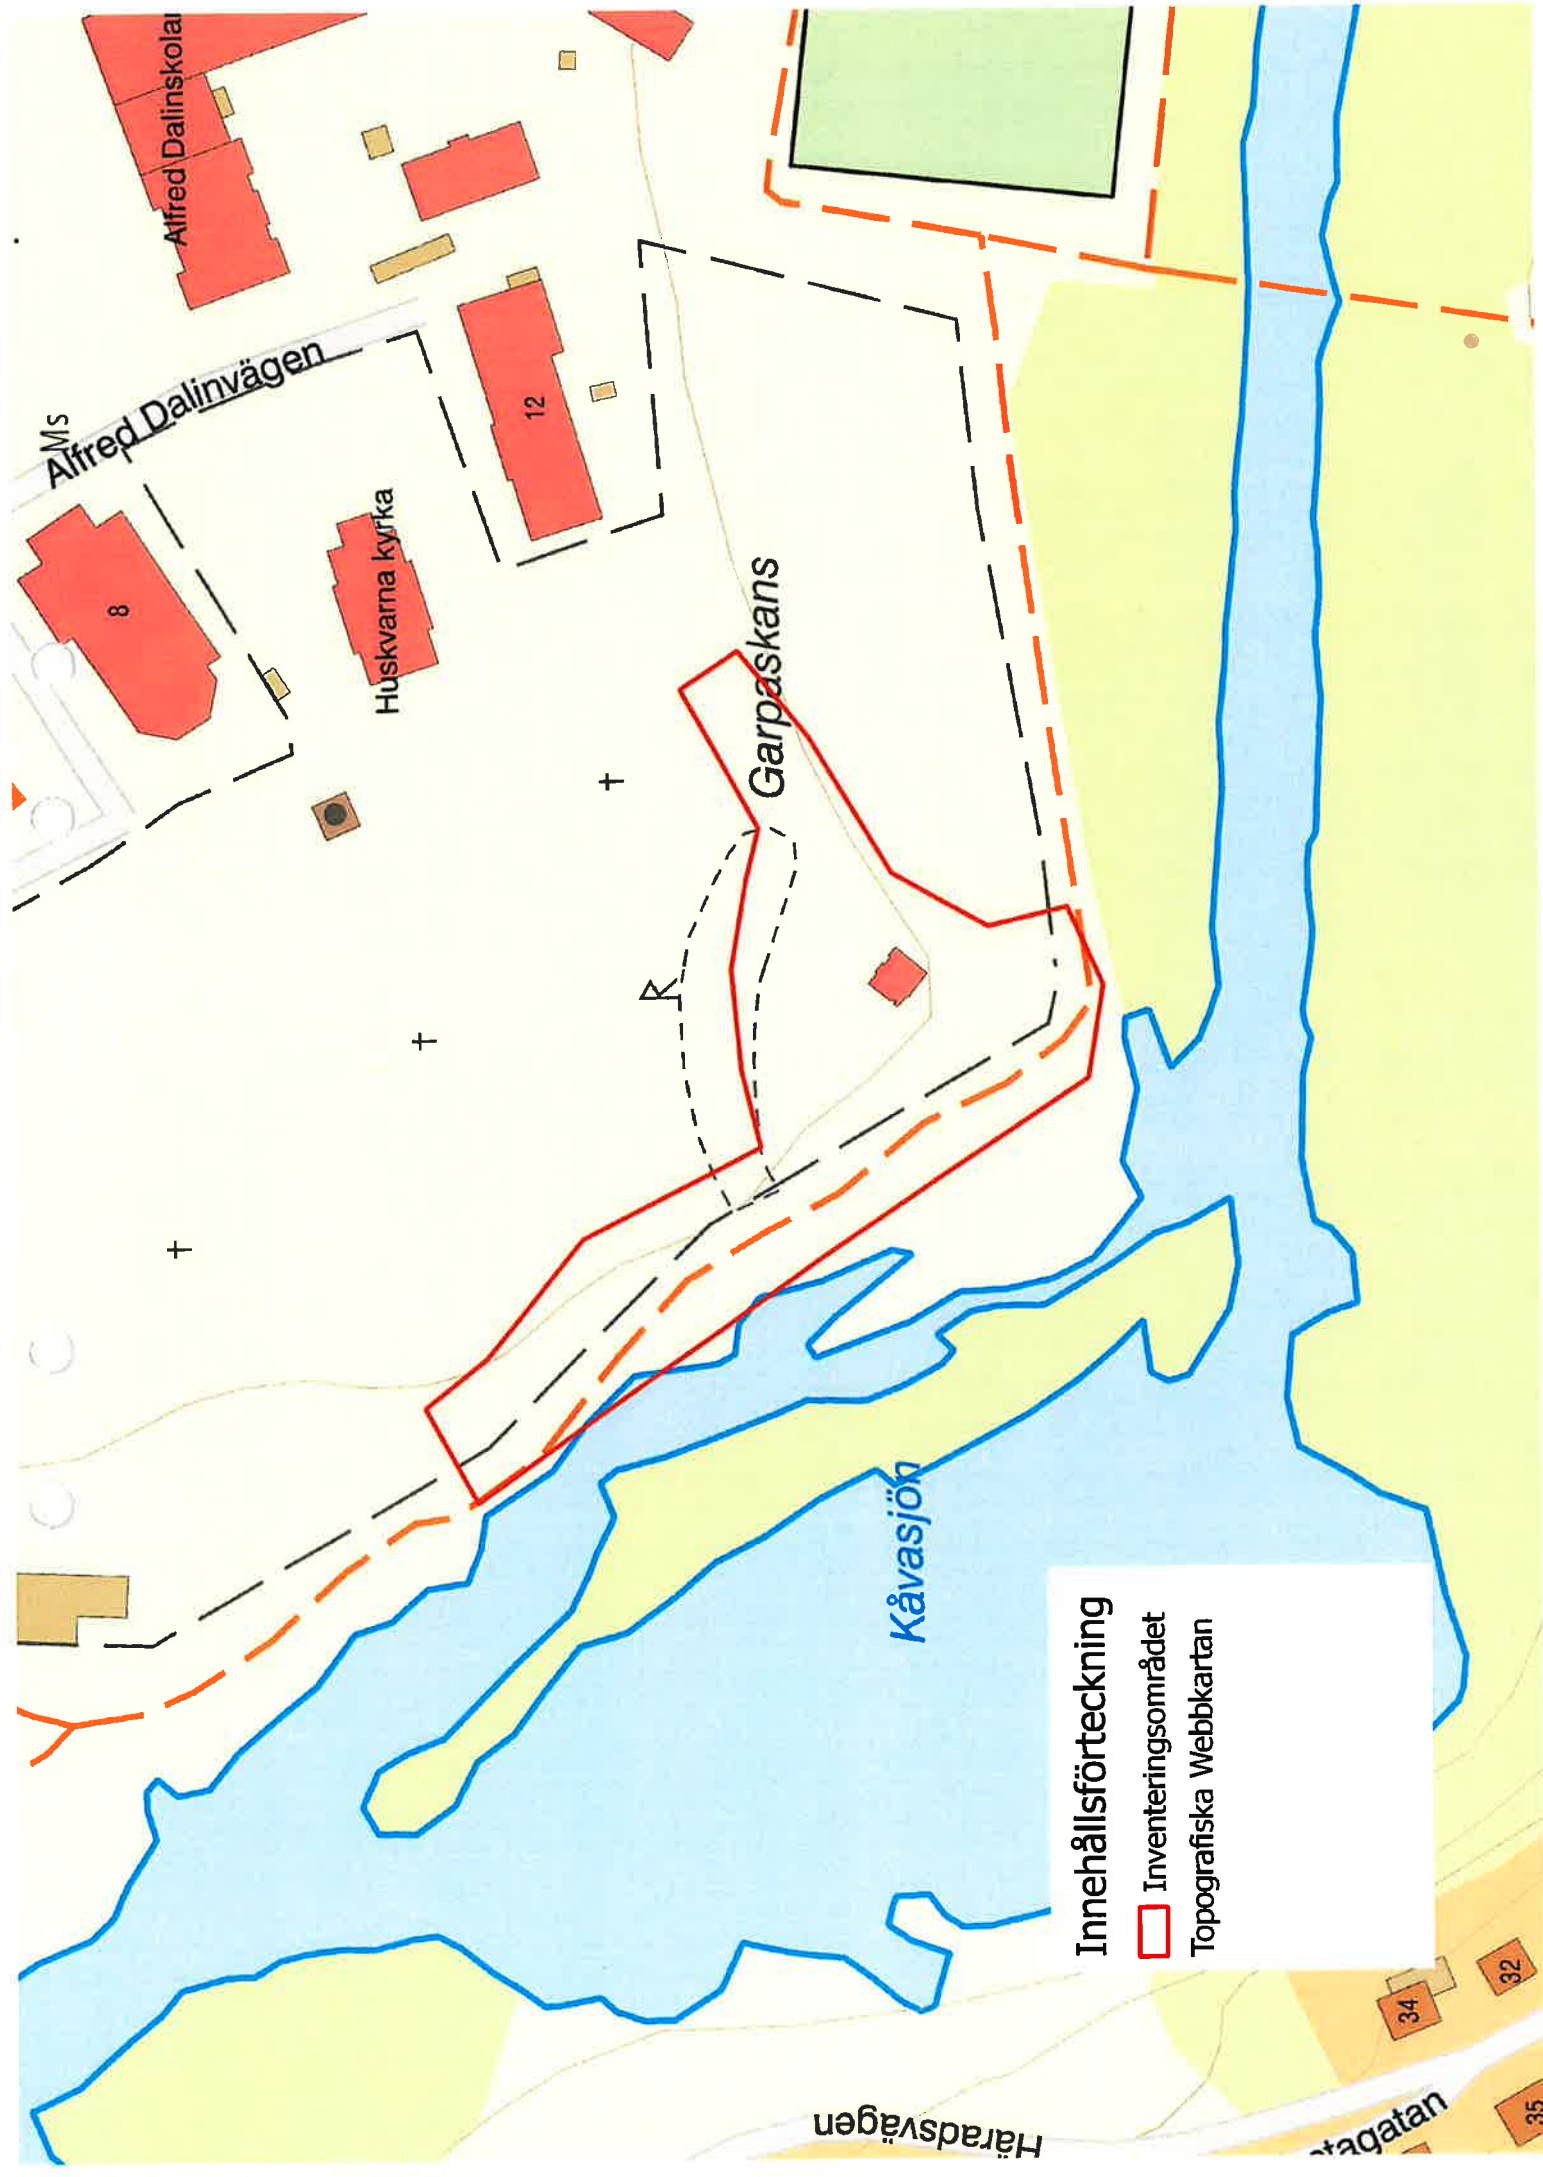 Häradsvägen
Kåvasjön
Garpaskans
R
Huskvarna kyrka
8
12
Ms
Alfred Dalinvägen
Alfred Dalinskolan
Innehållsförteckning
Inventeringsområdet
Topografiska Webbkartan
34
32
35